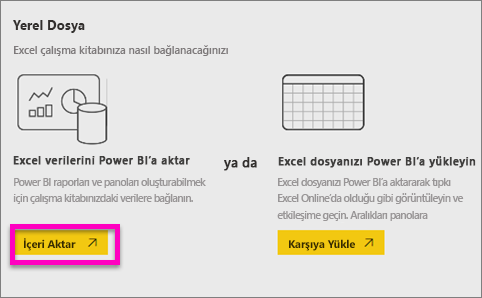 Yerel Dosya
Excel çalışma kitabınıza nasıl bağlanacağınızı
Excel verilerini Power BI'a aktar
Power BI raporları ve panoları oluşturabilmek
için çalışma kitabınızdaki verilere bağlanın.
İçeri Aktar
ya da
Excel dosyanızı Power BI'a yükleyin
Excel dosyanızı Power BI'a aktararak tıpkı
Excel Online'da olduğu gibi görüntüleyin ve
etkileşime geçin. Aralıkları panolara
Karşıya Yükle